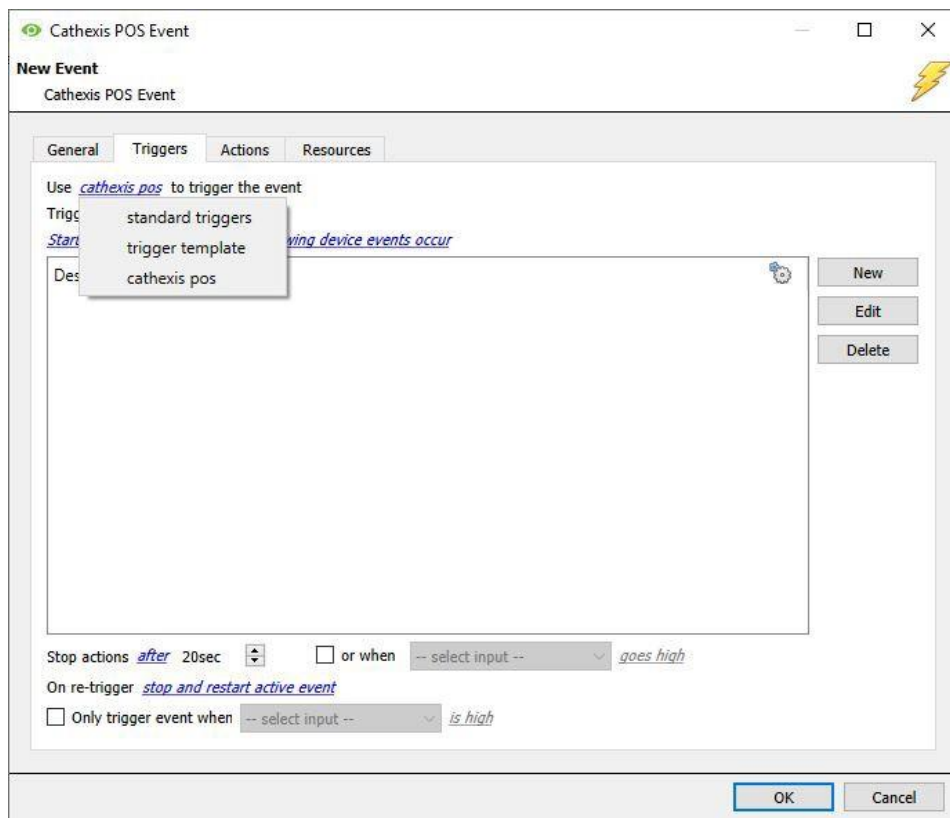 Cathexis POS Event
New Event
Cathexis POS Event
General Triggers Actions Resources
Use cathexis pos to trigger the event
Trigg
standard triggers
Start wing device events occur
trigger template
Des
cathexis pos
New
Edit
Delete
Stop actions after 20sec or when -- select input -- goes high
On re-trigger stop and restart active event
Only trigger event when -- select input -- is high
OK Cancel